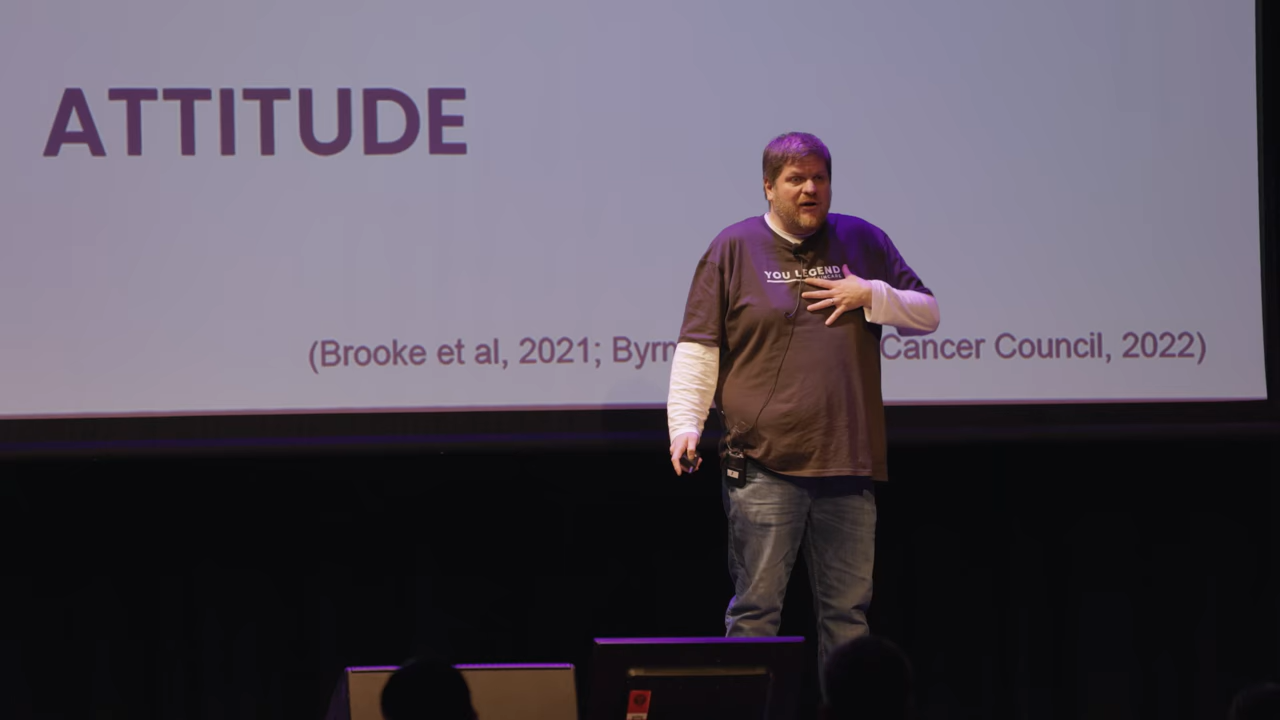 ATTITUDE
YOU LEGEND
(Brooke et al, 2021; Byrn Cancer Council, 2022)